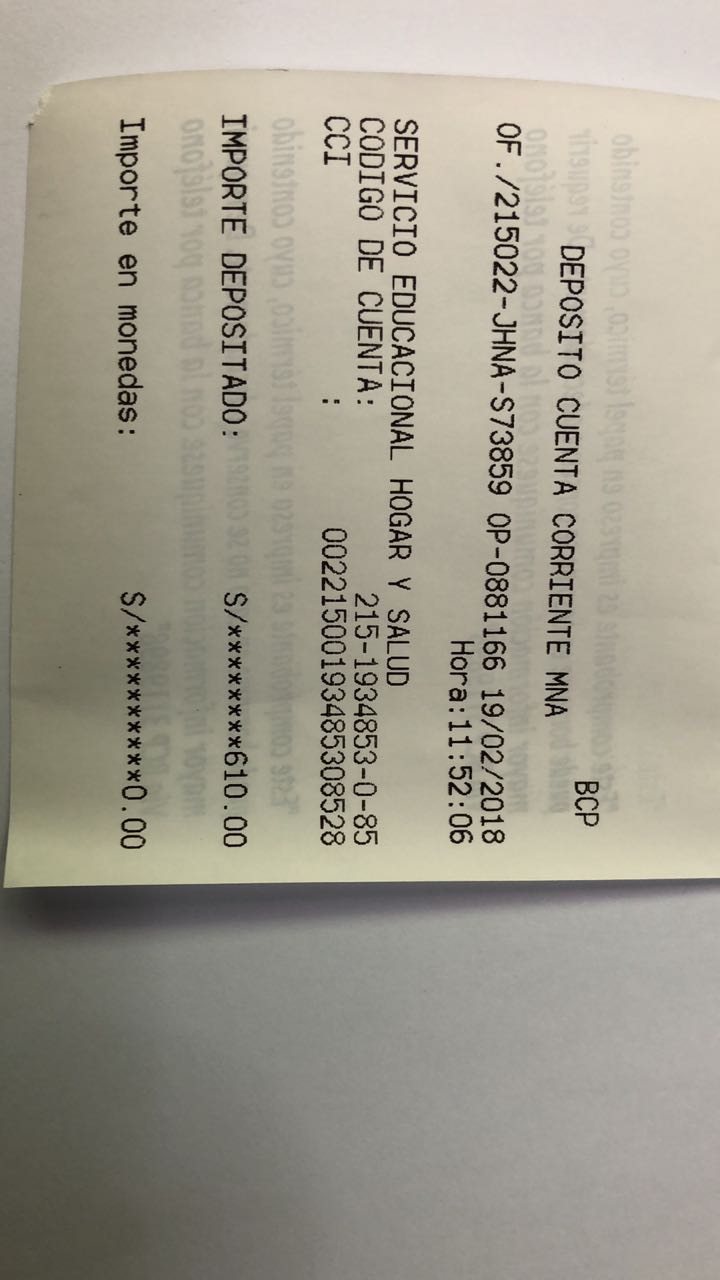 BCP
DEPOSITO CUENTA CORRIENTE MNA
OF./215022-JHNA-S73859 OP-0881166 19/02/2018
Hora:11:52:06
SERVICIO EDUCACIONAL HOGAR Y SALUD
CODIGO DE CUENTA: 215-1934853-0-85
CCI : 00221500193485308528
IMPORTE DEPOSITADO: S/********610.00
Importe en monedas: S/**********0.00